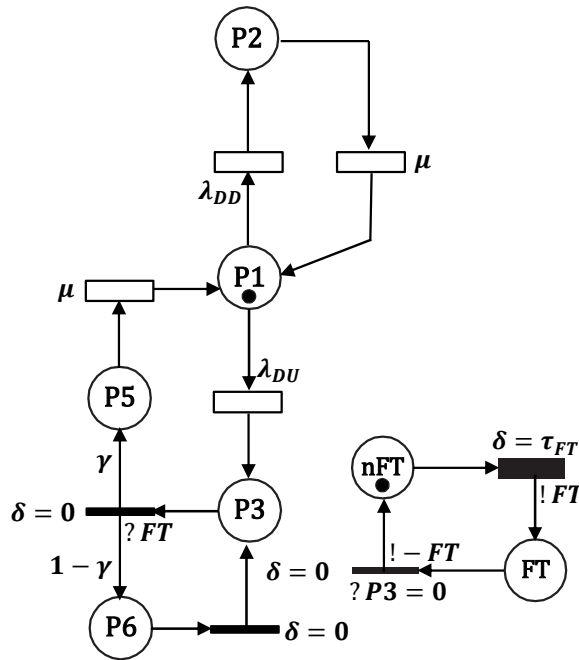 P2
λ_DD
μ
P1
μ
λ_DU
P5
δ = τ_FT
γ
nFT
! FT
δ = 0
? FT
P3
! − FT
FT
1 − γ
δ = 0
? P3 = 0
P6
δ = 0